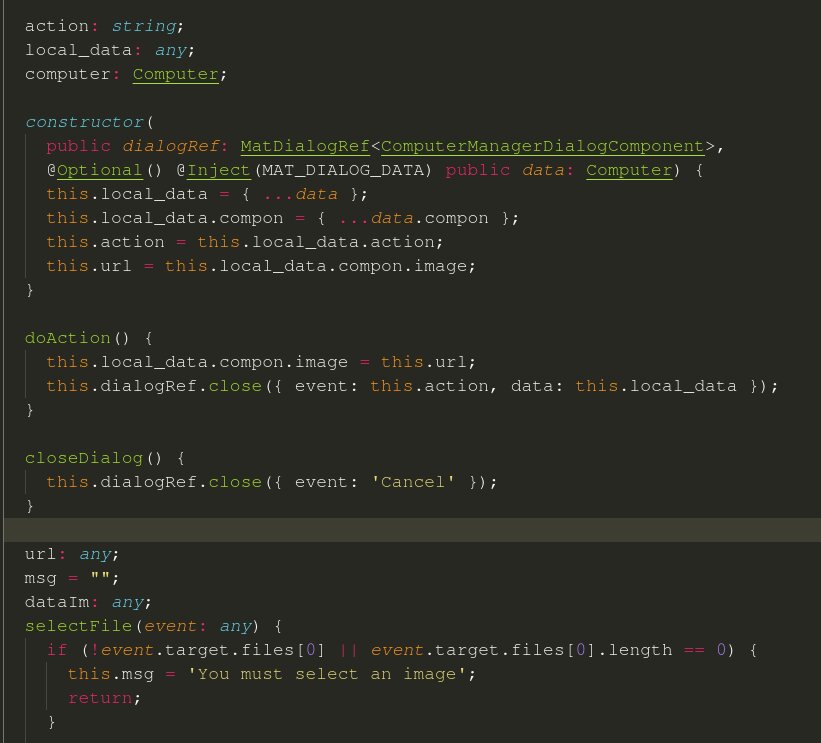 action: string;
local_data: any;
computer: Computer;
constructor(
public dialogRef: MatDialogRef<ComputerManagerDialogComponent>,
@Optional() @Inject(MAT_DIALOG_DATA) public data: Computer) {
this.local_data = { ...data };
this.local_data.compon = { ...data.compon };
this.action = this.local_data.action;
this.url = this.local_data.compon.image;
}
doAction() {
this.local_data.compon.image = this.url;
this.dialogRef.close({ event: this.action, data: this.local_data });
}
closeDialog() {
this.dialogRef.close({ event: 'Cancel' });
}
url: any;
msg = "";
dataIm: any;
selectFile(event: any) {
if (!event.target.files[0] || event.target.files[0].length == 0) {
this.msg = 'You must select an image';
return;
}